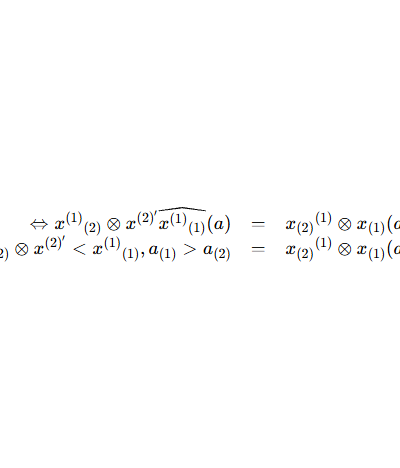 ⇔ x^{(1)}_{(2)} ⊗ x^{(2)'} \widehat{x^{(1)}_{(1)}}(a) = x_{(2)}^{(1)} ⊗ x_{(1)}(
_{2)} ⊗ x^{(2)'} < x^{(1)}_{(1)}, a_{(1)} > a_{(2)} = x_{(2)}^{(1)} ⊗ x_{(1)}(